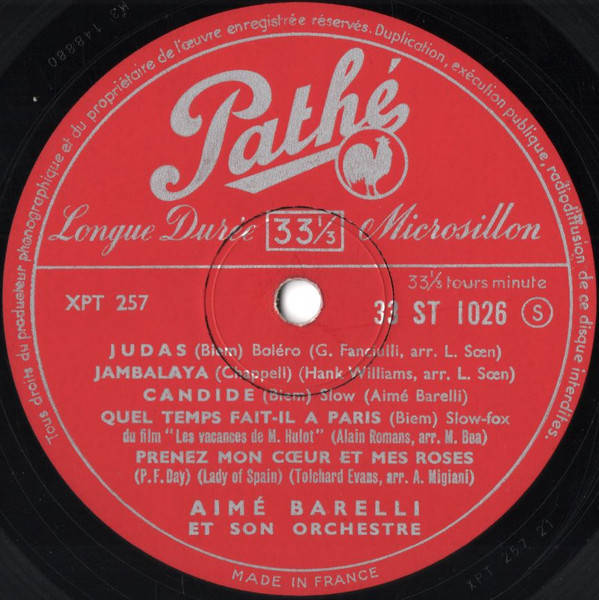 Tous droits du producteur phonographique et du propriétaire de l'œuvre enregistrée réservés. Duplication, exécution publique, radiodiffusion de ce disque interdites.
Pathé
Longue Durée 33⅓ Microsillon
33⅓ tours minute
XPT 257
33 ST 1026 S
JUDAS (Biem) Boléro (G. Fanciulli, arr. L. Sœn)
JAMBALAYA (Chappell) (Hank Williams, arr. L. Sœn)
CANDIDE (Biem) Slow (Aimé Barelli)
QUEL TEMPS FAIT-IL A PARIS (Biem) Slow-fox
du film "Les vacances de M. Hulot" (Alain Romans, arr. M. Bua)
PRENEZ MON CŒUR ET MES ROSES
(P.F. Day) (Lady of Spain) (Tolchard Evans, arr. A. Migiani)
AIMÉ BARELLI
ET SON ORCHESTRE
MADE IN FRANCE
XPT 257 21